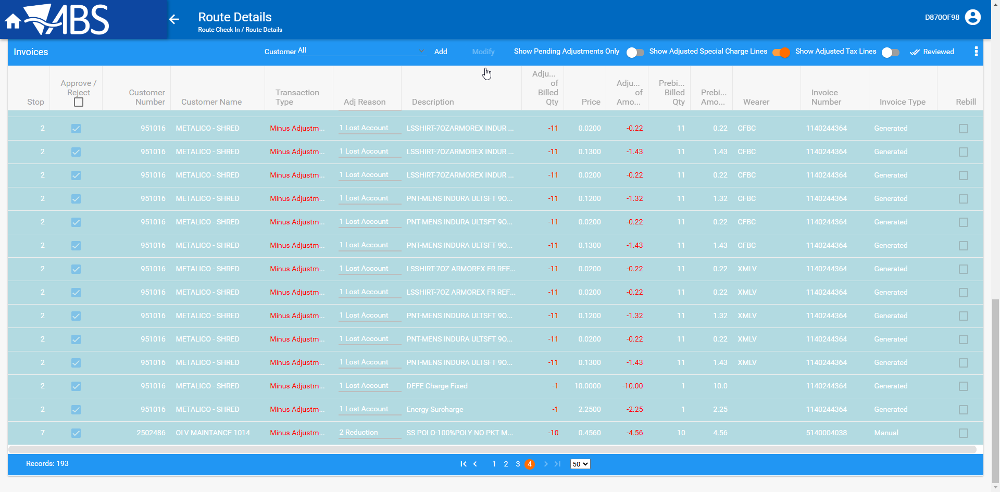 ABS
Route Details
Route Check In / Route Details
D870OF98
Invoices
Customer All
Add
Modify
Show Pending Adjustments Only
Show Adjusted Special Charge Lines
Show Adjusted Tax Lines
Reviewed
Stop
Approve /
Reject
Customer
Number
Customer Name
Transaction
Type
Adj Reason
Description
Adju...
of
Billed
Qty
Price
Adju...
of
Amo...
Prebi...
Billed
Qty
Prebi...
Amo...
Wearer
Invoice
Number
Invoice Type
Rebill
2 951016 METALICO - SHRED Minus Adjustm... 1 Lost Account LSSHIRT-7OZARMOREX INDUR ... -11 0.0200 -0.22 11 0.22 CFBC 1140244364 Generated
2 951016 METALICO - SHRED Minus Adjustm... 1 Lost Account LSSHIRT-7OZARMOREX INDUR ... -11 0.1300 -1.43 11 1.43 CFBC 1140244364 Generated
2 951016 METALICO - SHRED Minus Adjustm... 1 Lost Account LSSHIRT-7OZARMOREX INDUR ... -11 0.0200 -0.22 11 0.22 CFBC 1140244364 Generated
2 951016 METALICO - SHRED Minus Adjustm... 1 Lost Account PNT-MENS INDURA ULTSFT 9O... -11 0.1200 -1.32 11 1.32 CFBC 1140244364 Generated
2 951016 METALICO - SHRED Minus Adjustm... 1 Lost Account PNT-MENS INDURA ULTSFT 9O... -11 0.0200 -0.22 11 0.22 CFBC 1140244364 Generated
2 951016 METALICO - SHRED Minus Adjustm... 1 Lost Account PNT-MENS INDURA ULTSFT 9O... -11 0.1300 -1.43 11 1.43 CFBC 1140244364 Generated
2 951016 METALICO - SHRED Minus Adjustm... 1 Lost Account LSSHIRT-7OZ ARMOREX FR REF... -11 0.0200 -0.22 11 0.22 XMLV 1140244364 Generated
2 951016 METALICO - SHRED Minus Adjustm... 1 Lost Account LSSHIRT-7OZ ARMOREX FR REF... -11 0.0200 -0.22 11 0.22 XMLV 1140244364 Generated
2 951016 METALICO - SHRED Minus Adjustm... 1 Lost Account PNT-MENS INDURA ULTSFT 9O... -11 0.1200 -1.32 11 1.32 XMLV 1140244364 Generated
2 951016 METALICO - SHRED Minus Adjustm... 1 Lost Account PNT-MENS INDURA ULTSFT 9O... -11 0.0200 -0.22 11 0.22 XMLV 1140244364 Generated
2 951016 METALICO - SHRED Minus Adjustm... 1 Lost Account PNT-MENS INDURA ULTSFT 9O... -11 0.1300 -1.43 11 1.43 XMLV 1140244364 Generated
2 951016 METALICO - SHRED Minus Adjustm... 1 Lost Account DEFE Charge Fixed -1 10.0000 -10.00 1 10.0 1140244364 Generated
2 951016 METALICO - SHRED Minus Adjustm... 1 Lost Account Energy Surcharge -1 2.2500 -2.25 1 2.25 1140244364 Generated
7 2502486 OLV MAINTANCE 1014 Minus Adjustm... 2 Reduction SS POLO-100%POLY NO PKT M... -10 0.4560 -4.56 10 4.56 5140004038 Manual
Records: 193
1 2 3 4
50